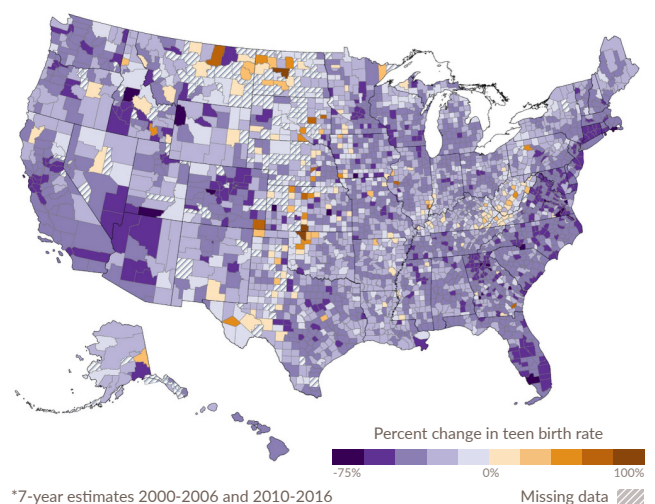 Percent change in teen birth rate
-75% 0% 100%
*7-year estimates 2000-2006 and 2010-2016 Missing data